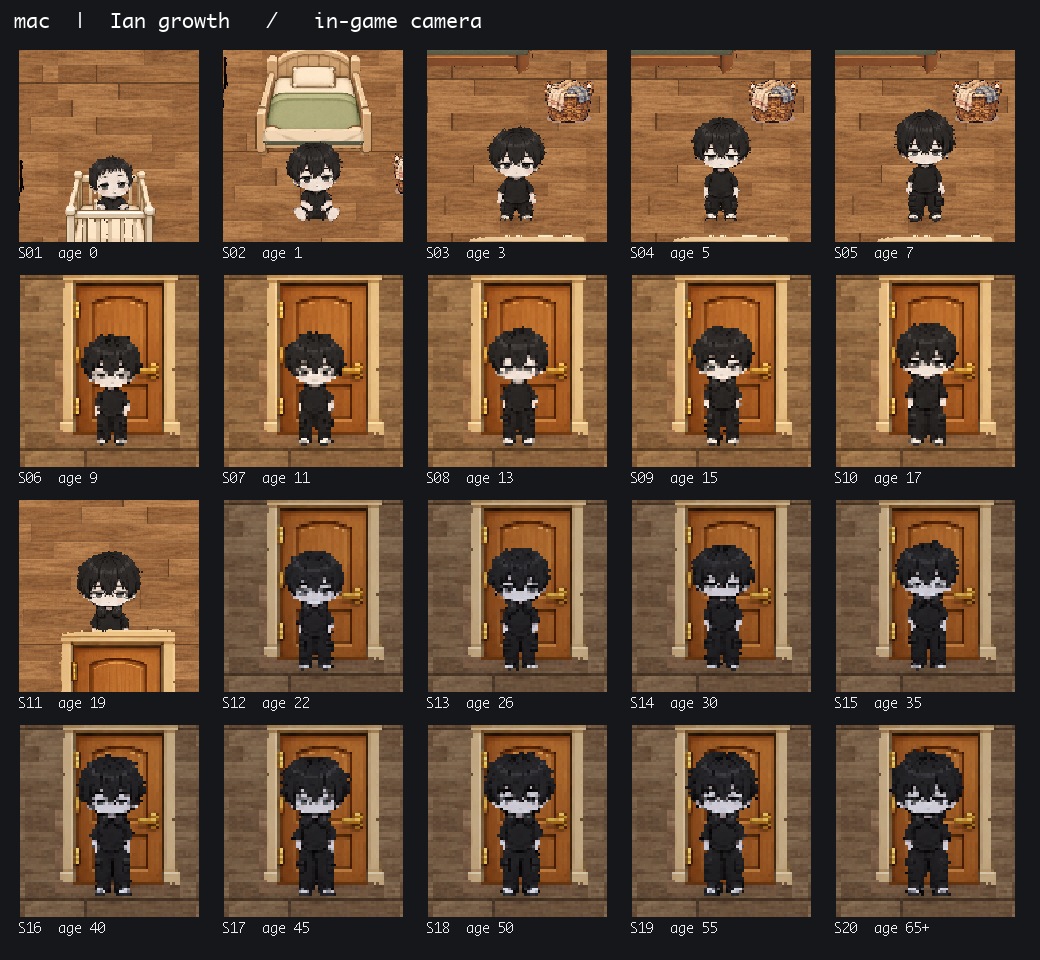 mac | Ian growth / in-game camera
S01 age 0
S02 age 1
S03 age 3
S04 age 5
S05 age 7
S06 age 9
S07 age 11
S08 age 13
S09 age 15
S10 age 17
S11 age 19
S12 age 22
S13 age 26
S14 age 30
S15 age 35
S16 age 40
S17 age 45
S18 age 50
S19 age 55
S20 age 65+